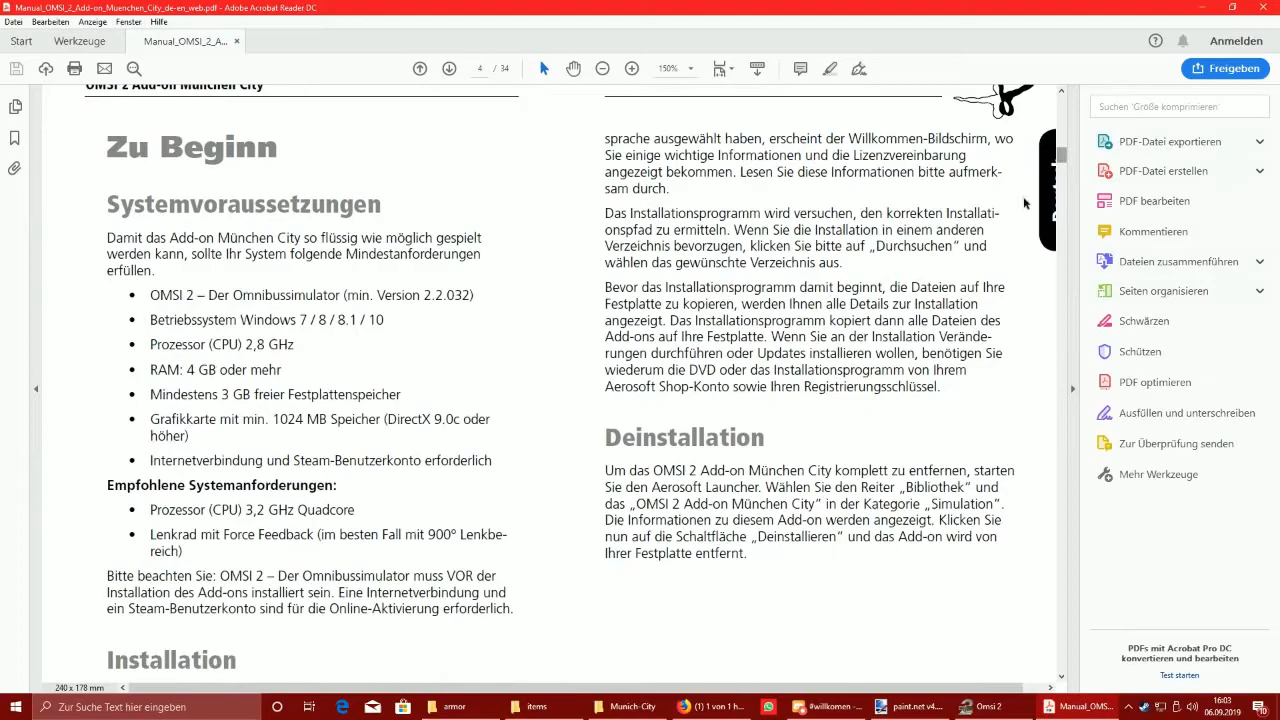 Manual_OMSI_2_Add-on_Muenchen_City_de-en_web.pdf - Adobe Acrobat Reader DC
Datei Bearbeiten Anzeige Fenster Hilfe
Start Werkzeuge Manual_OMSI_2_A... × Anmelden
4 / 34 150% Freigeben
OMSI 2 Add-on München City
Zu Beginn
Systemvoraussetzungen
Damit das Add-on München City so flüssig wie möglich gespielt
werden kann, sollte Ihr System folgende Mindestanforderungen
erfüllen.
• OMSI 2 – Der Omnibussimulator (min. Version 2.2.032)
• Betriebssystem Windows 7 / 8 / 8.1 / 10
• Prozessor (CPU) 2,8 GHz
• RAM: 4 GB oder mehr
• Mindestens 3 GB freier Festplattenspeicher
• Grafikkarte mit min. 1024 MB Speicher (DirectX 9.0c oder
höher)
• Internetverbindung und Steam-Benutzerkonto erforderlich
Empfohlene Systemanforderungen:
• Prozessor (CPU) 3,2 GHz Quadcore
• Lenkrad mit Force Feedback (im besten Fall mit 900° Lenkbe-
reich)
Bitte beachten Sie: OMSI 2 – Der Omnibussimulator muss VOR der
Installation des Add-ons installiert sein. Eine Internetverbindung und
ein Steam-Benutzerkonto sind für die Online-Aktivierung erforderlich.
Installation
sprache ausgewählt haben, erscheint der Willkommen-Bildschirm, wo
Sie einige wichtige Informationen und die Lizenzvereinbarung
angezeigt bekommen. Lesen Sie diese Informationen bitte aufmerk-
sam durch.
Das Installationsprogramm wird versuchen, den korrekten Installati-
onspfad zu ermitteln. Wenn Sie die Installation in einem anderen
Verzeichnis bevorzugen, klicken Sie bitte auf „Durchsuchen“ und
wählen das gewünschte Verzeichnis aus.
Bevor das Installationsprogramm damit beginnt, die Dateien auf Ihre
Festplatte zu kopieren, werden Ihnen alle Details zur Installation
angezeigt. Das Installationsprogramm kopiert dann alle Dateien des
Add-ons auf Ihre Festplatte. Wenn Sie an der Installation Verände-
rungen durchführen oder Updates installieren wollen, benötigen Sie
wiederum die DVD oder das Installationsprogramm von Ihrem
Aerosoft Shop-Konto sowie Ihren Registrierungsschlüssel.
Deinstallation
Um das OMSI 2 Add-on München City komplett zu entfernen, starten
Sie den Aerosoft Launcher. Wählen Sie den Reiter „Bibliothek“ und
das „OMSI 2 Add-on München City“ in der Kategorie „Simulation“.
Die Informationen zu diesem Add-on werden angezeigt. Klicken Sie
nun auf die Schaltfläche „Deinstallieren“ und das Add-on wird von
Ihrer Festplatte entfernt.
Suchen 'Größe komprimieren'
PDF-Datei exportieren
PDF-Datei erstellen
PDF bearbeiten
Kommentieren
Dateien zusammenführen
Seiten organisieren
Schwärzen
Schützen
PDF optimieren
Ausfüllen und unterschreiben
Zur Überprüfung senden
Mehr Werkzeuge
PDFs mit Acrobat Pro DC
konvertieren und bearbeiten
Test starten
240 x 178 mm
Zur Suche Text hier eingeben
armor
items
Munich-City
(1) 1 von 1 h...
#willkomen -...
paint.net v4....
Omsi 2
Manual_OMS...
16:03
06.09.2019
10